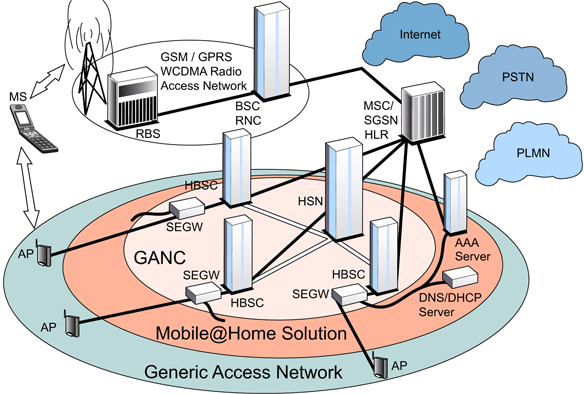 Internet
GSM / GPRS
WCDMA Radio
Access Network
PSTN
MS
BSC
RNC
MSC/
SGSN
HLR
RBS
PLMN
HBSC
HSN
SEGW
AP
GANC
AAA
Server
SEGW
HBSC
HBSC
SEGW
DNS/DHCP
Server
AP
Mobile@Home Solution
AP
Generic Access Network